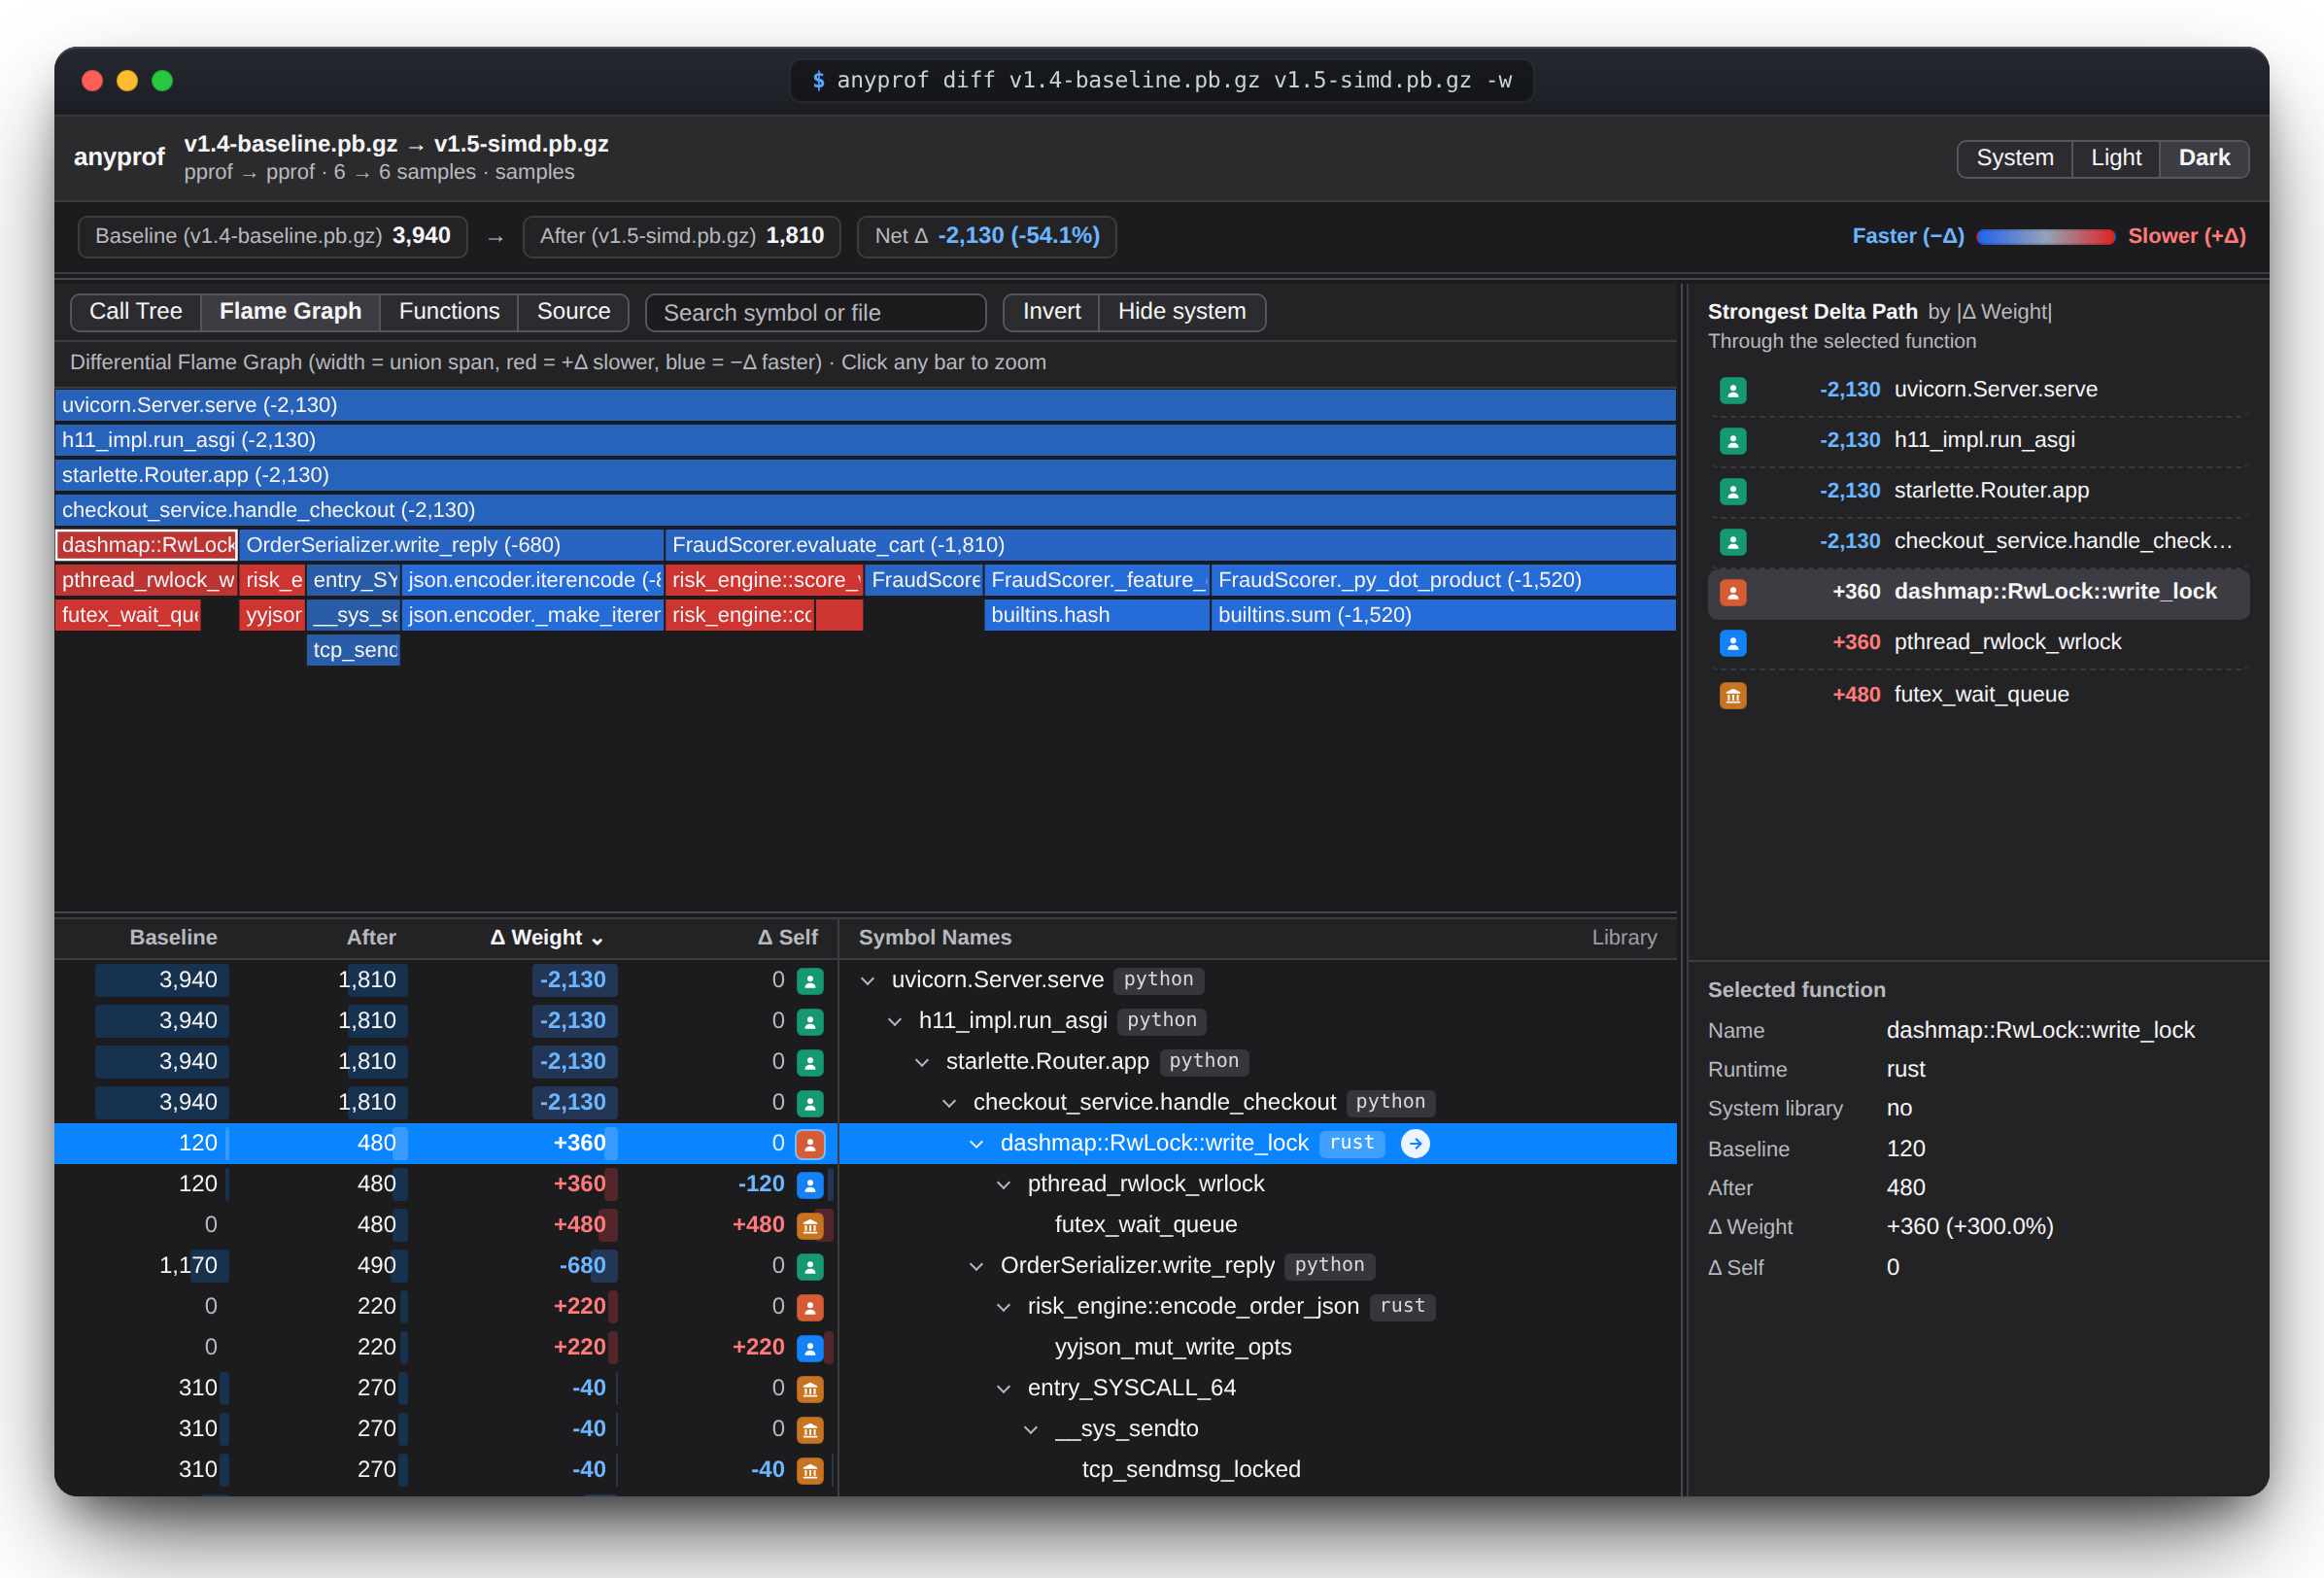 $ anyprof diff v1.4-baseline.pb.gz v1.5-simd.pb.gz -w
anyprof
v1.4-baseline.pb.gz → v1.5-simd.pb.gz
pprof → pprof · 6 → 6 samples · samples
System Light Dark
Baseline (v1.4-baseline.pb.gz) 3,940 → After (v1.5-simd.pb.gz) 1,810 Net Δ -2,130 (-54.1%)
Faster (−Δ) Slower (+Δ)
Call Tree Flame Graph Functions Source Search symbol or file Invert Hide system
Differential Flame Graph (width = union span, red = +Δ slower, blue = −Δ faster) · Click any bar to zoom
uvicorn.Server.serve (-2,130)
h11_impl.run_asgi (-2,130)
starlette.Router.app (-2,130)
checkout_service.handle_checkout (-2,130)
dashmap::RwLock OrderSerializer.write_reply (-680) FraudScorer.evaluate_cart (-1,810)
pthread_rwlock_w risk_e entry_SY json.encoder.iterencode (-8 risk_engine::score_v FraudScore FraudScorer._feature_ FraudScorer._py_dot_product (-1,520)
futex_wait_que yyjson __sys_se json.encoder._make_iterer risk_engine::co builtins.hash builtins.sum (-1,520)
tcp_send
Baseline After Δ Weight Δ Self Symbol Names Library
3,940 1,810 -2,130 0 uvicorn.Server.serve python
3,940 1,810 -2,130 0 h11_impl.run_asgi python
3,940 1,810 -2,130 0 starlette.Router.app python
3,940 1,810 -2,130 0 checkout_service.handle_checkout python
120 480 +360 0 dashmap::RwLock::write_lock rust
120 480 +360 -120 pthread_rwlock_wrlock
0 480 +480 +480 futex_wait_queue
1,170 490 -680 0 OrderSerializer.write_reply python
0 220 +220 0 risk_engine::encode_order_json rust
0 220 +220 +220 yyjson_mut_write_opts
310 270 -40 0 entry_SYSCALL_64
310 270 -40 0 __sys_sendto
310 270 -40 -40 tcp_sendmsg_locked
Strongest Delta Path by |Δ Weight|
Through the selected function
-2,130 uvicorn.Server.serve
-2,130 h11_impl.run_asgi
-2,130 starlette.Router.app
-2,130 checkout_service.handle_check…
+360 dashmap::RwLock::write_lock
+360 pthread_rwlock_wrlock
+480 futex_wait_queue
Selected function
Name dashmap::RwLock::write_lock
Runtime rust
System library no
Baseline 120
After 480
Δ Weight +360 (+300.0%)
Δ Self 0